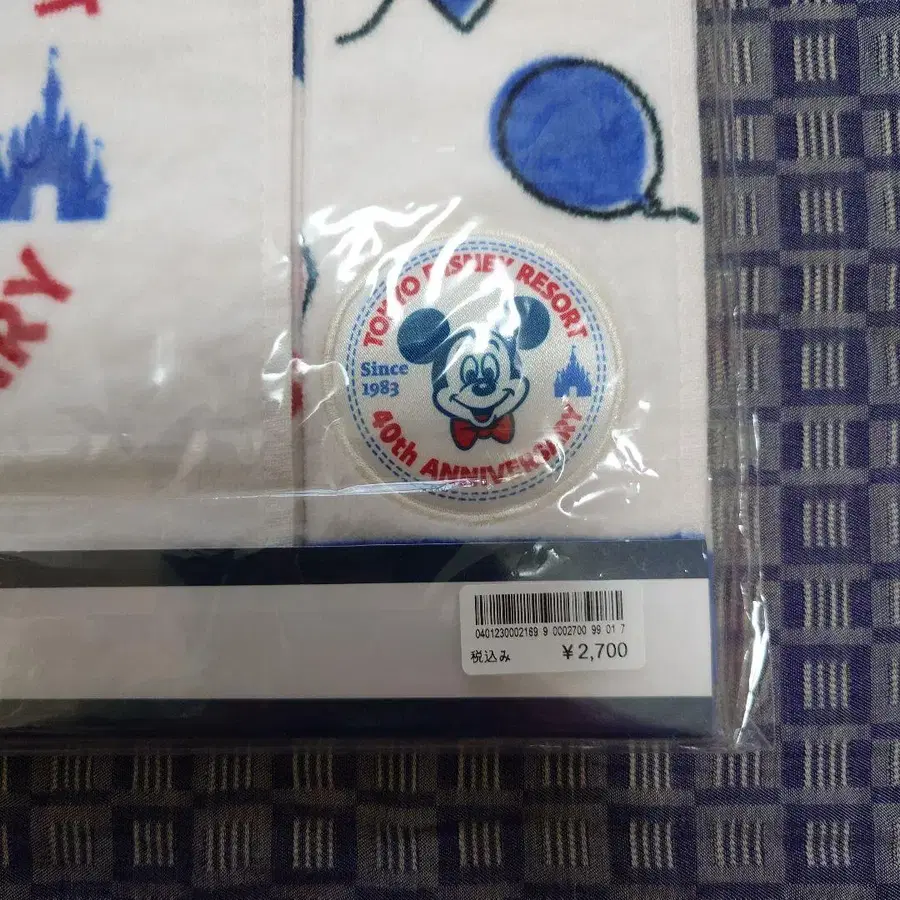 TOKYO DISNEY RESORT
Since
1983
40th ANNIVERSARY
0401230002169 9 0002700 99 01 7
税込み ¥2,700